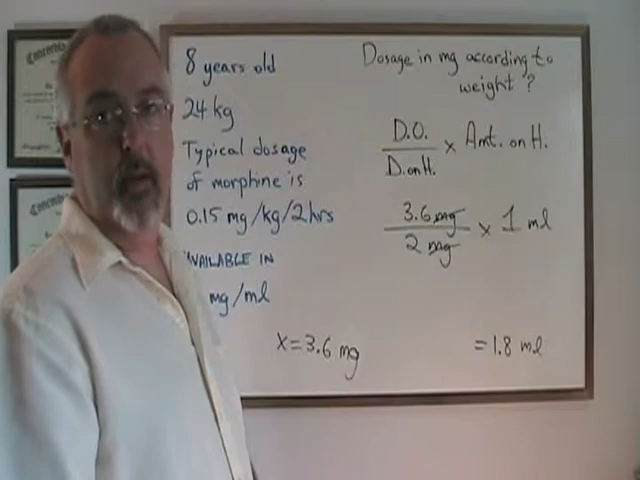 8 years old
24 kg
Typical dosage
of morphine is
0.15 mg/kg/2hrs
AVAILABLE IN
mg/ml
X=3.6 mg
Dosage in mg according to
weight?
D.O.
D.onH. x Amt. on H.
3.6 mg
2 mg x 1 ml
=1.8 ml